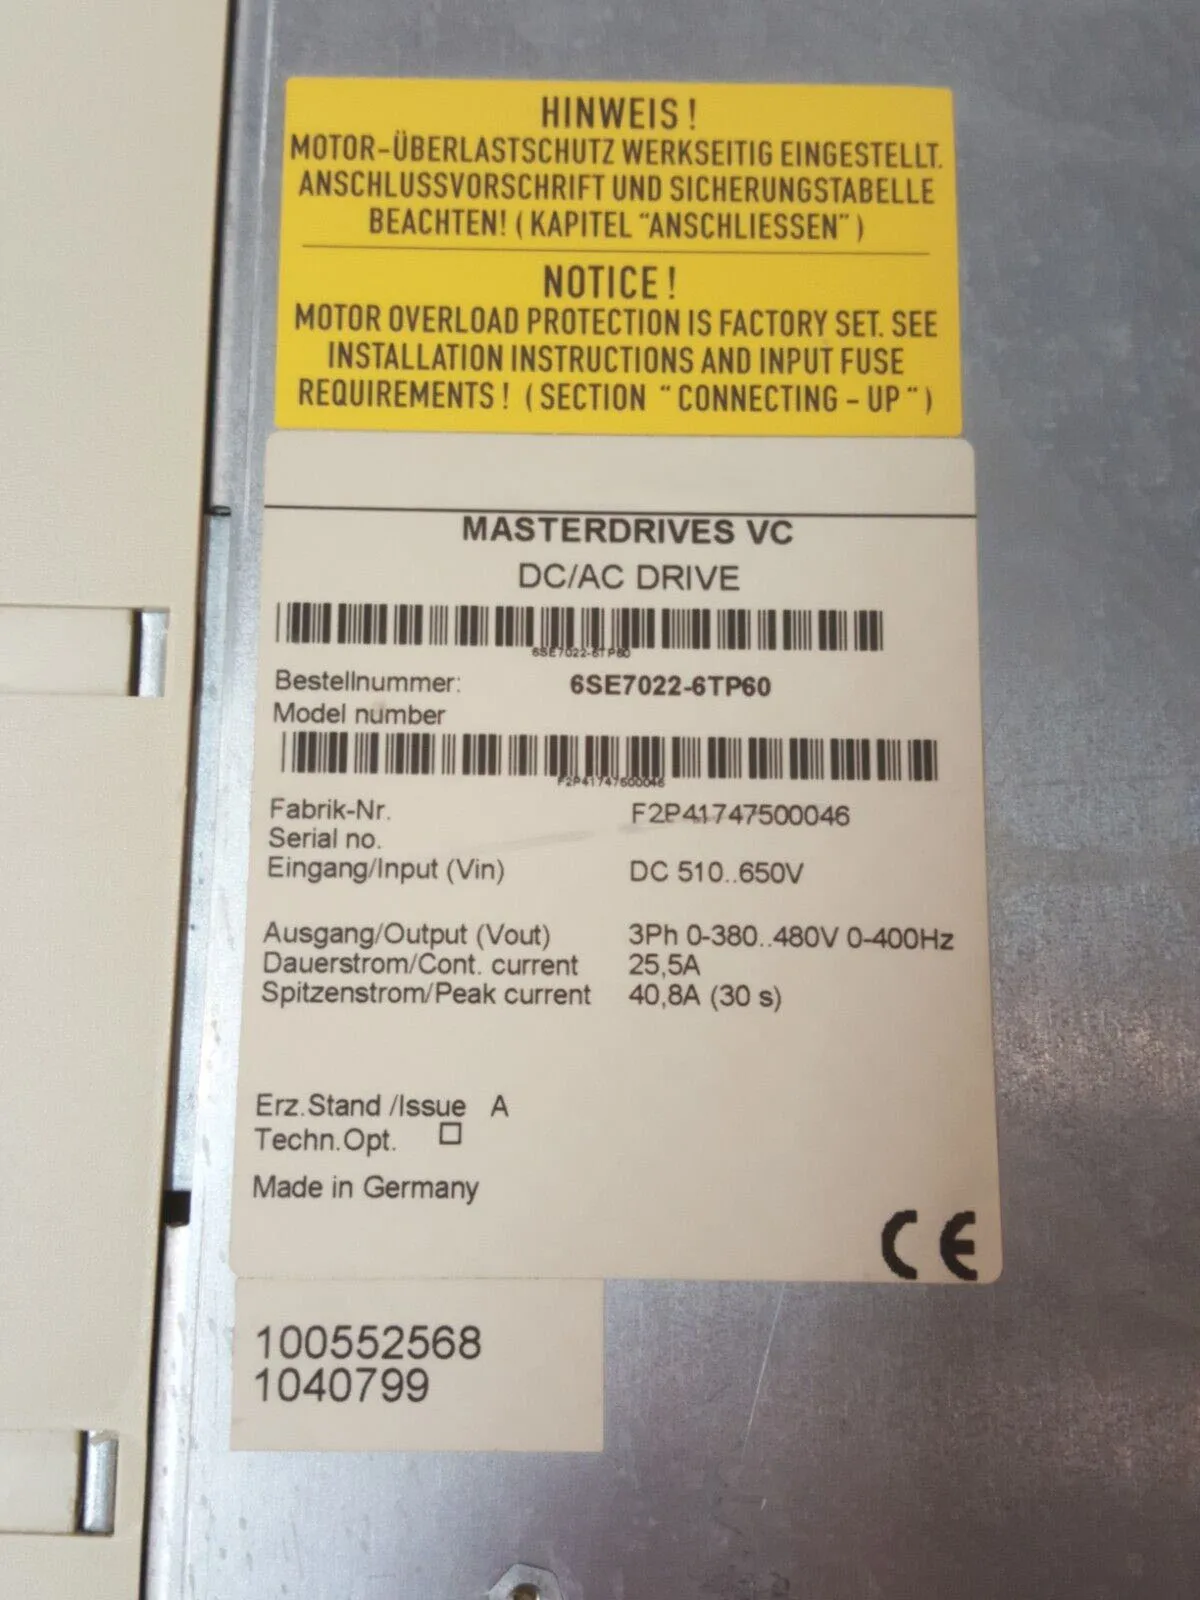 HINWEIS !
MOTOR-ÜBERLASTSCHUTZ WERKSEITIG EINGESTELLT.
ANSCHLUSSVORSCHRIFT UND SICHERUNGSTABELLE
BEACHTEN! ( KAPITEL "ANSCHLIESSEN" )
NOTICE !
MOTOR OVERLOAD PROTECTION IS FACTORY SET. SEE
INSTALLATION INSTRUCTIONS AND INPUT FUSE
REQUIREMENTS ! ( SECTION " CONNECTING - UP " )
MASTERDRIVES VC
DC/AC DRIVE
6SE7022-6TP60
Bestellnummer: 6SE7022-6TP60
Model number
F2P41747500046
Fabrik-Nr. F2P41747500046
Serial no.
Eingang/Input (Vin) DC 510..650V
Ausgang/Output (Vout) 3Ph 0-380..480V 0-400Hz
Dauerstrom/Cont. current 25,5A
Spitzenstrom/Peak current 40,8A (30 s)
Erz.Stand /Issue A
Techn.Opt. □
Made in Germany
CE
100552568
1040799